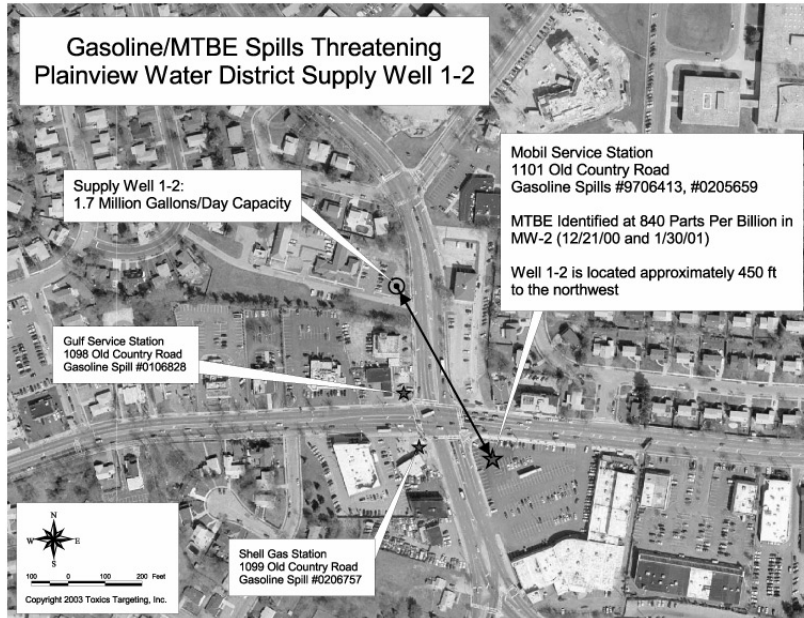 Gasoline/MTBE Spills Threatening
Plainview Water District Supply Well 1-2
Supply Well 1-2:
1.7 Million Gallons/Day Capacity
Mobil Service Station
1101 Old Country Road
Gasoline Spills #9706413, #0205659
MTBE Identified at 840 Parts Per Billion in
MW-2 (12/21/00 and 1/30/01)
Well 1-2 is located approximately 450 ft
to the northwest
Gulf Service Station
1098 Old Country Road
Gasoline Spill #0106828
Shell Gas Station
1099 Old Country Road
Gasoline Spill #0206757
N
W E
S
100 0 100 200 Feet
Copyright 2003 Toxics Targeting, Inc.